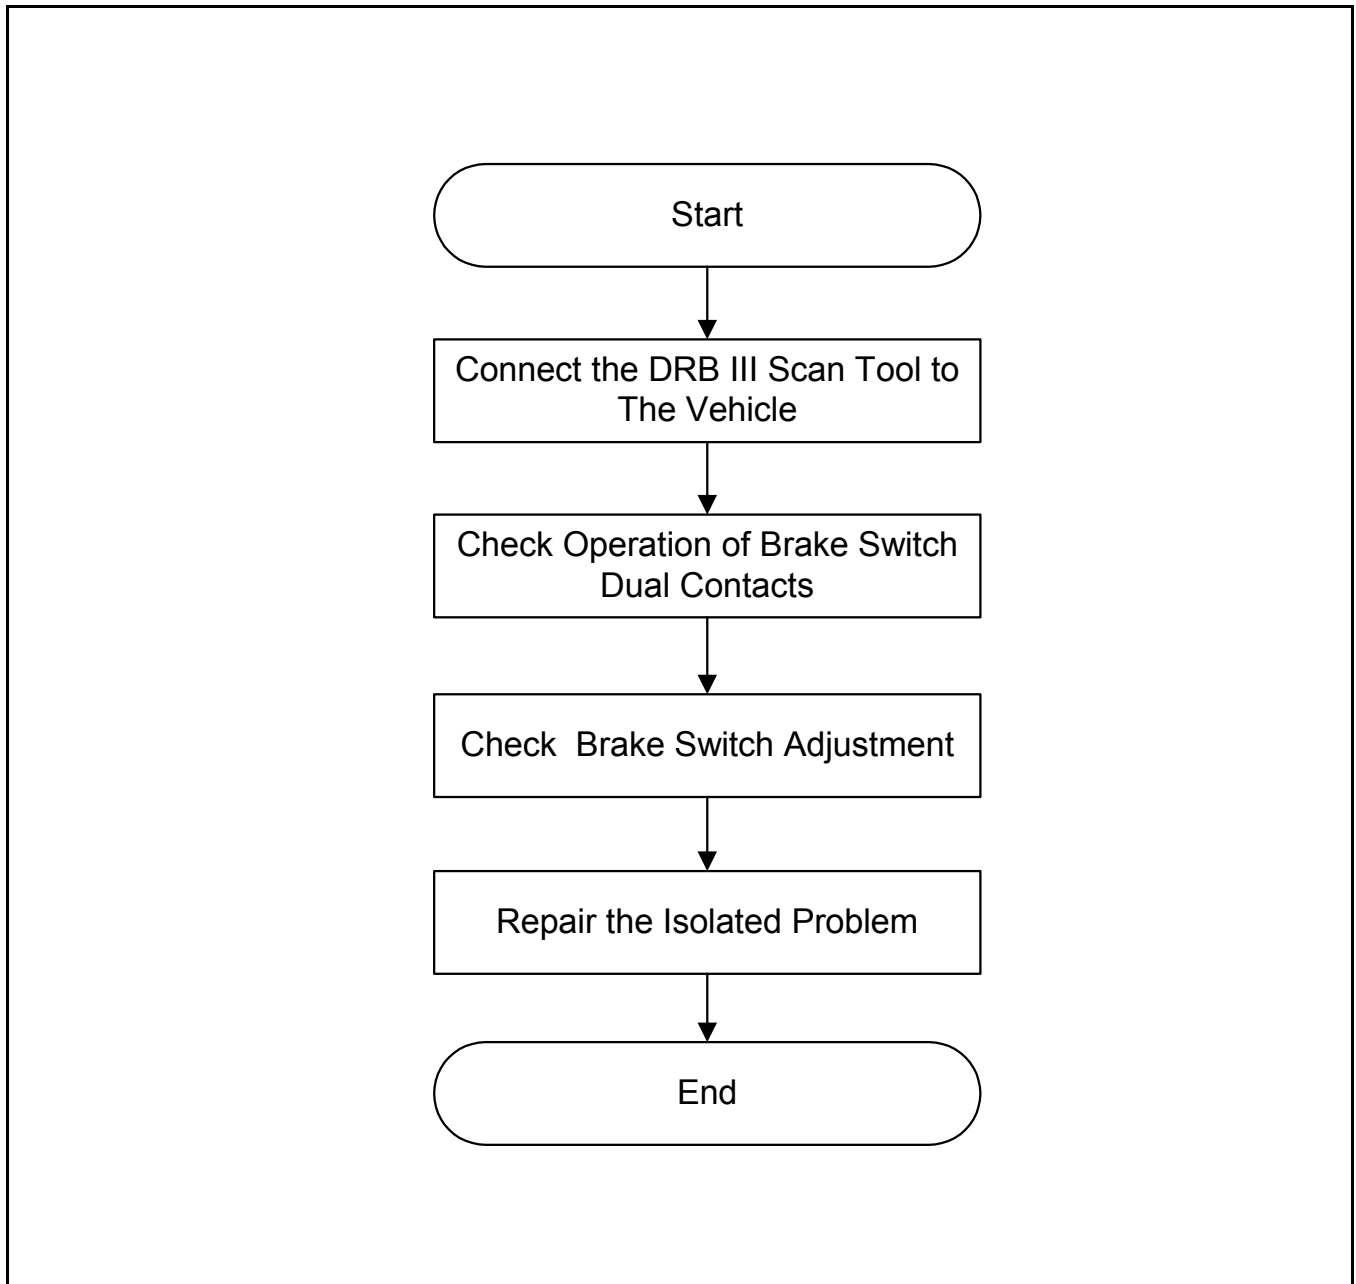 Start
Connect the DRB III Scan Tool to
The Vehicle
Check Operation of Brake Switch
Dual Contacts
Check  Brake Switch Adjustment
Repair the Isolated Problem
End